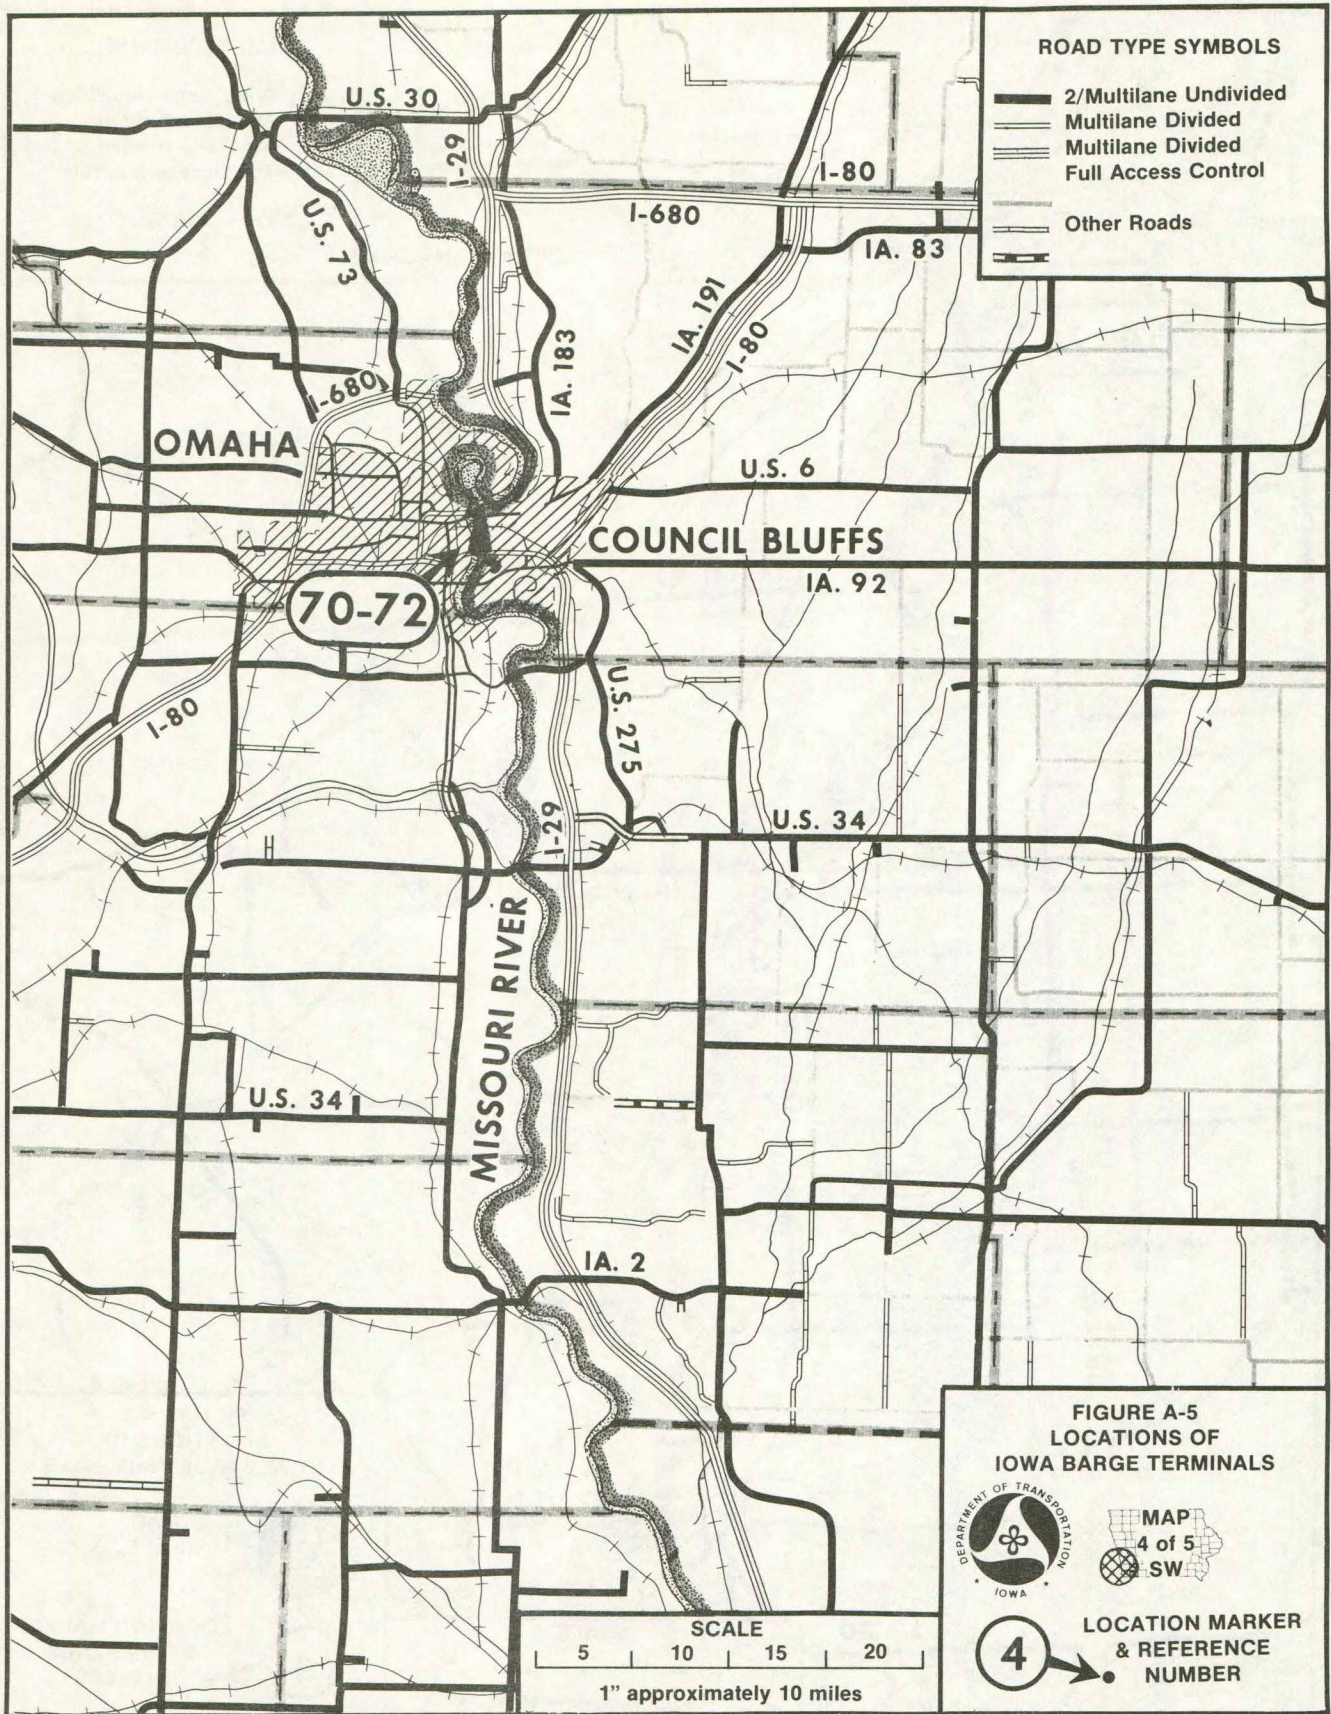 ROAD TYPE SYMBOLS
2/Multilane Undivided
Multilane Divided
Multilane Divided
Full Access Control
Other Roads
U.S. 30
I-29
I-80
I-680
U.S. 73
IA. 83
IA. 191
I-80
IA. 183
I-680
OMAHA
U.S. 6
COUNCIL BLUFFS
IA. 92
70-72
I-80
U.S. 275
I-29
U.S. 34
MISSOURI RIVER
U.S. 34
IA. 2
FIGURE A-5
LOCATIONS OF
IOWA BARGE TERMINALS
DEPARTMENT OF TRANSPORTATION
IOWA
MAP
4 of 5
SW
4
LOCATION MARKER
& REFERENCE
NUMBER
SCALE
5 10 15 20
1" approximately 10 miles